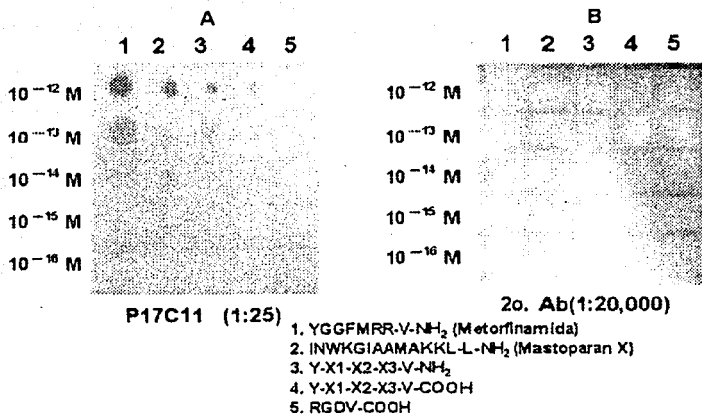 A
1 2 3 4 5
10⁻¹² M
10⁻¹³ M
10⁻¹⁴ M
10⁻¹⁵ M
10⁻¹⁶ M
P17C11 (1:25)
B
1 2 3 4 5
10⁻¹² M
10⁻¹³ M
10⁻¹⁴ M
10⁻¹⁵ M
10⁻¹⁶ M
2o. Ab(1:20,000)
1. YGGFMRR-V-NH₂ (Metorfinamida)
2. INWKGIAAMAKKL-L-NH₂ (Mastoparan X)
3. Y-X1-X2-X3-V-NH₂
4. Y-X1-X2-X3-V-COOH
5. RGDV-COOH